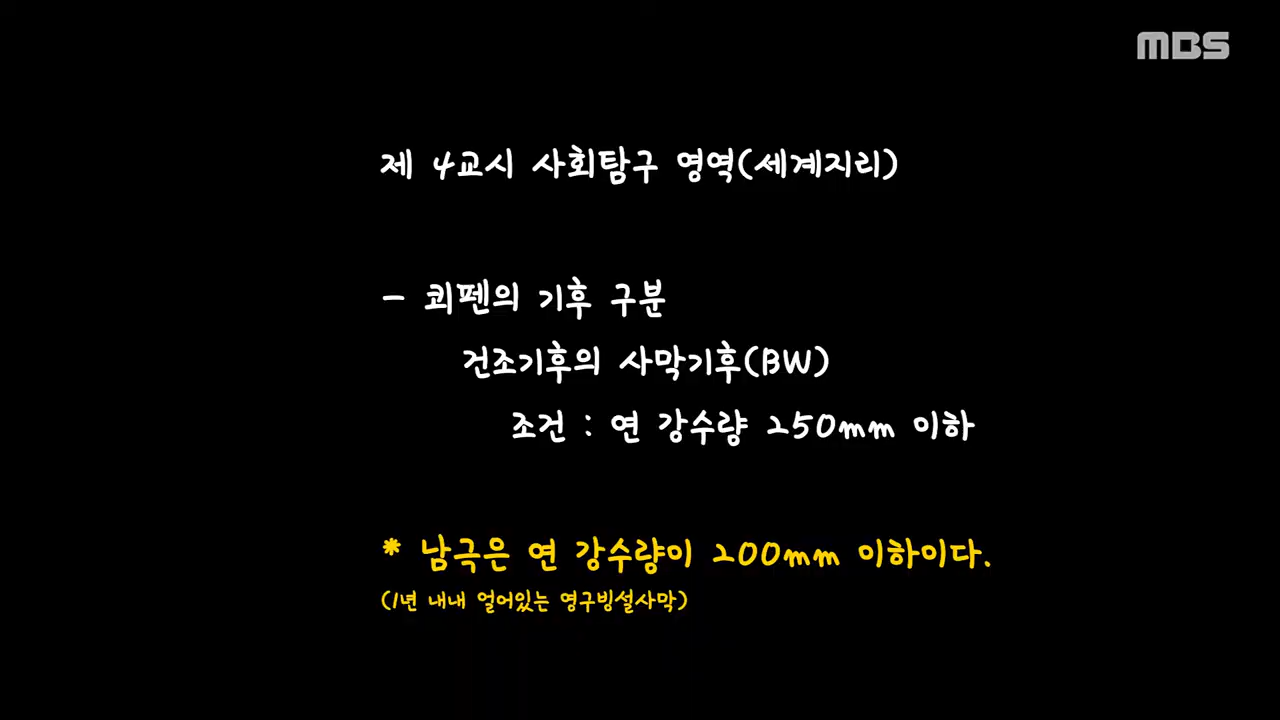 MBS
제 4교시 사회탐구 영역(세계지리)
- 쾨펜의 기후 구분
건조기후의 사막기후(BW)
조건 : 연 강수량 250mm 이하
* 남극은 연 강수량이 200mm 이하이다.
(1년 내내 얼어있는 영구빙설사막)